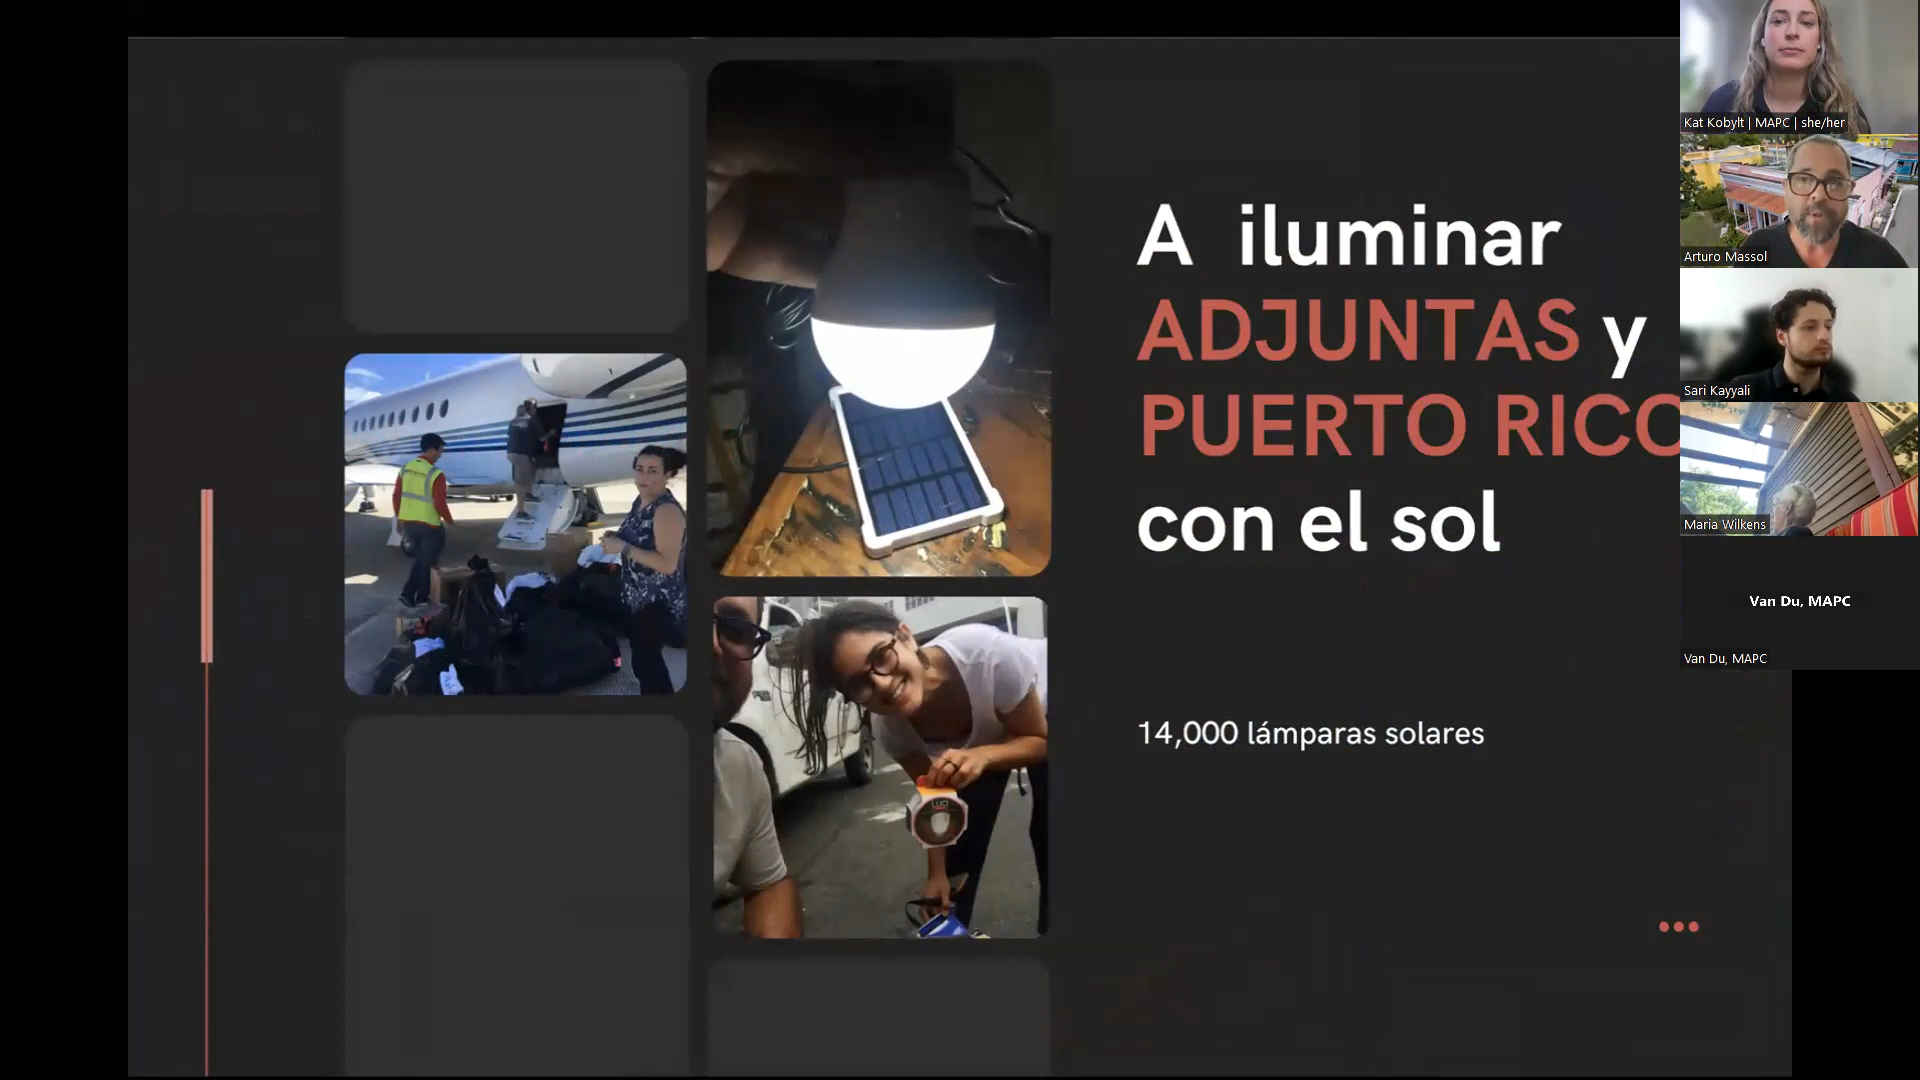 A iluminar
ADJUNTAS y
PUERTO RICO
con el sol
14,000 lámparas solares
LUCI
Kat Kobylt | MAPC | she/her
Arturo Massol
Sari Kayyali
Maria Wilkens
Van Du, MAPC
Van Du, MAPC